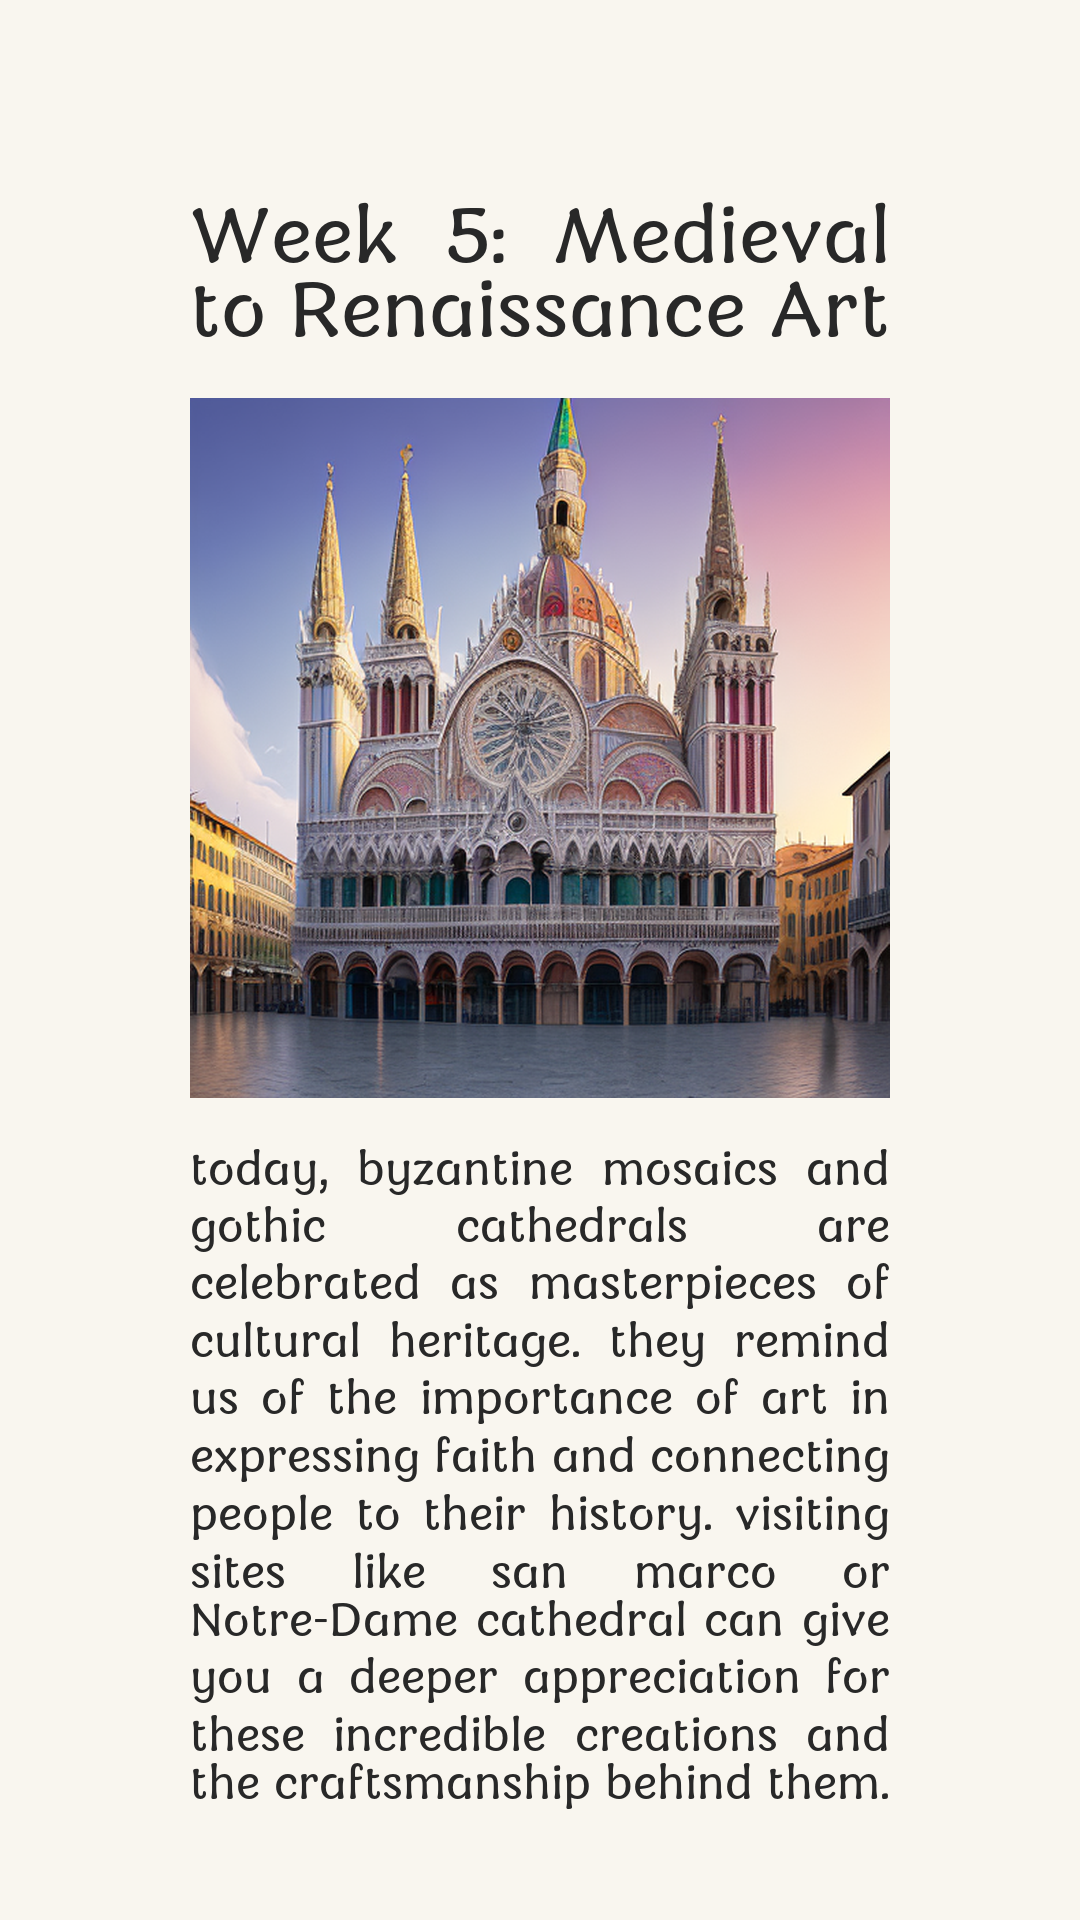 Week 5: Medieval
to Renaissance Art
today, byzantine mosaics and
gothic cathedrals are
celebrated as masterpieces of
cultural heritage. they remind
us of the importance of art in
expressing faith and connecting
people to their history. visiting
sites like san marco or
Notre-Dame cathedral can give
you a deeper appreciation for
these incredible creations and
the craftsmanship behind them.